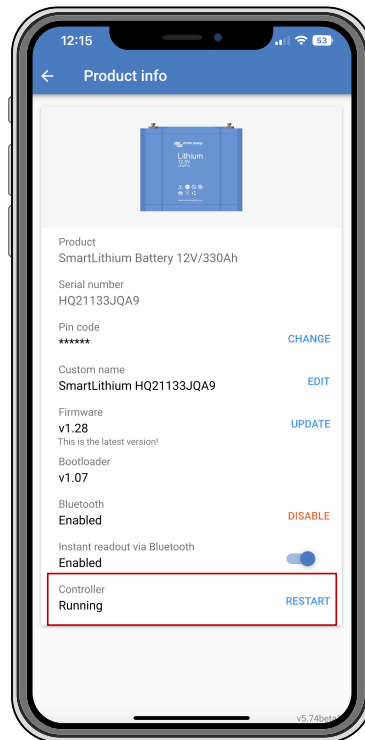 12:15
53
Product info
Lithium
Product
SmartLithium Battery 12V/330Ah
Serial number
HQ21133JQA9
Pin code
******
CHANGE
Custom name
SmartLithium HQ21133JQA9
EDIT
Firmware
v1.28
UPDATE
This is the latest version!
Bootloader
v1.07
Bluetooth
Enabled
DISABLE
Instant readout via Bluetooth
Enabled
Controller
Running
RESTART